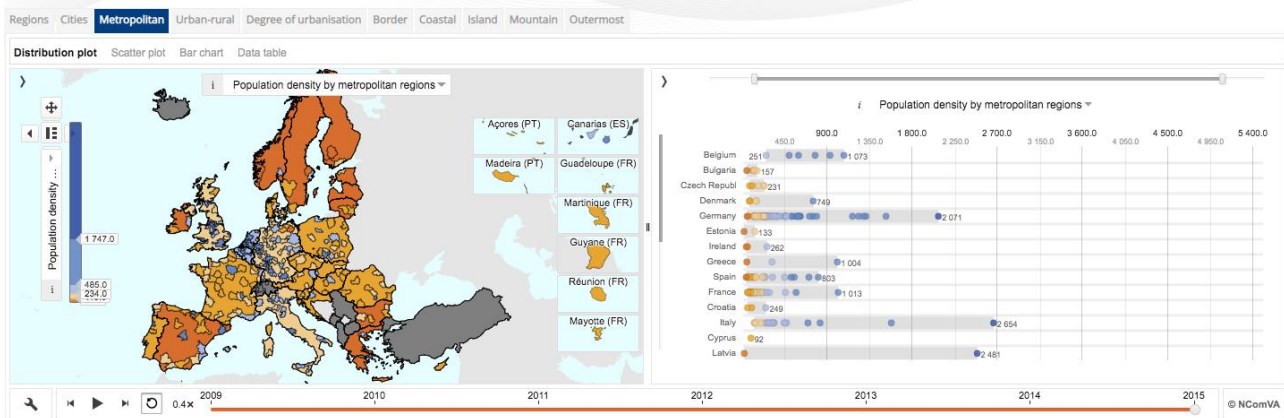 Regions Cities Metropolitan Urban-rural Degree of urbanisation Border Coastal Island Mountain Outermost
Distribution plot Scatter plot Bar chart Data table
i Population density by metropolitan regions
Population density ...
i
1 747.0
485.0
234.0
Açores (PT) Canarias (ES)
Madeira (PT) Guadeloupe (FR)
Martinique (FR)
Guyane (FR)
Réunion (FR)
Mayotte (FR)
i Population density by metropolitan regions
900.0 1 800.0 2 700.0 3 600.0 4 500.0 5 400.0
450.0 1 350.0 2 250.0 3 150.0 4 050.0 4 950.0
Belgium 251 1 073
Bulgaria 157
Czech Republ 231
Denmark 749
Germany 2 071
Estonia 133
Ireland 262
Greece 1 004
Spain 803
France 1 013
Croatia 249
Italy 2 654
Cyprus 92
Latvia 2 481
0.4× 2009 2010 2011 2012 2013 2014 2015
© NComVA